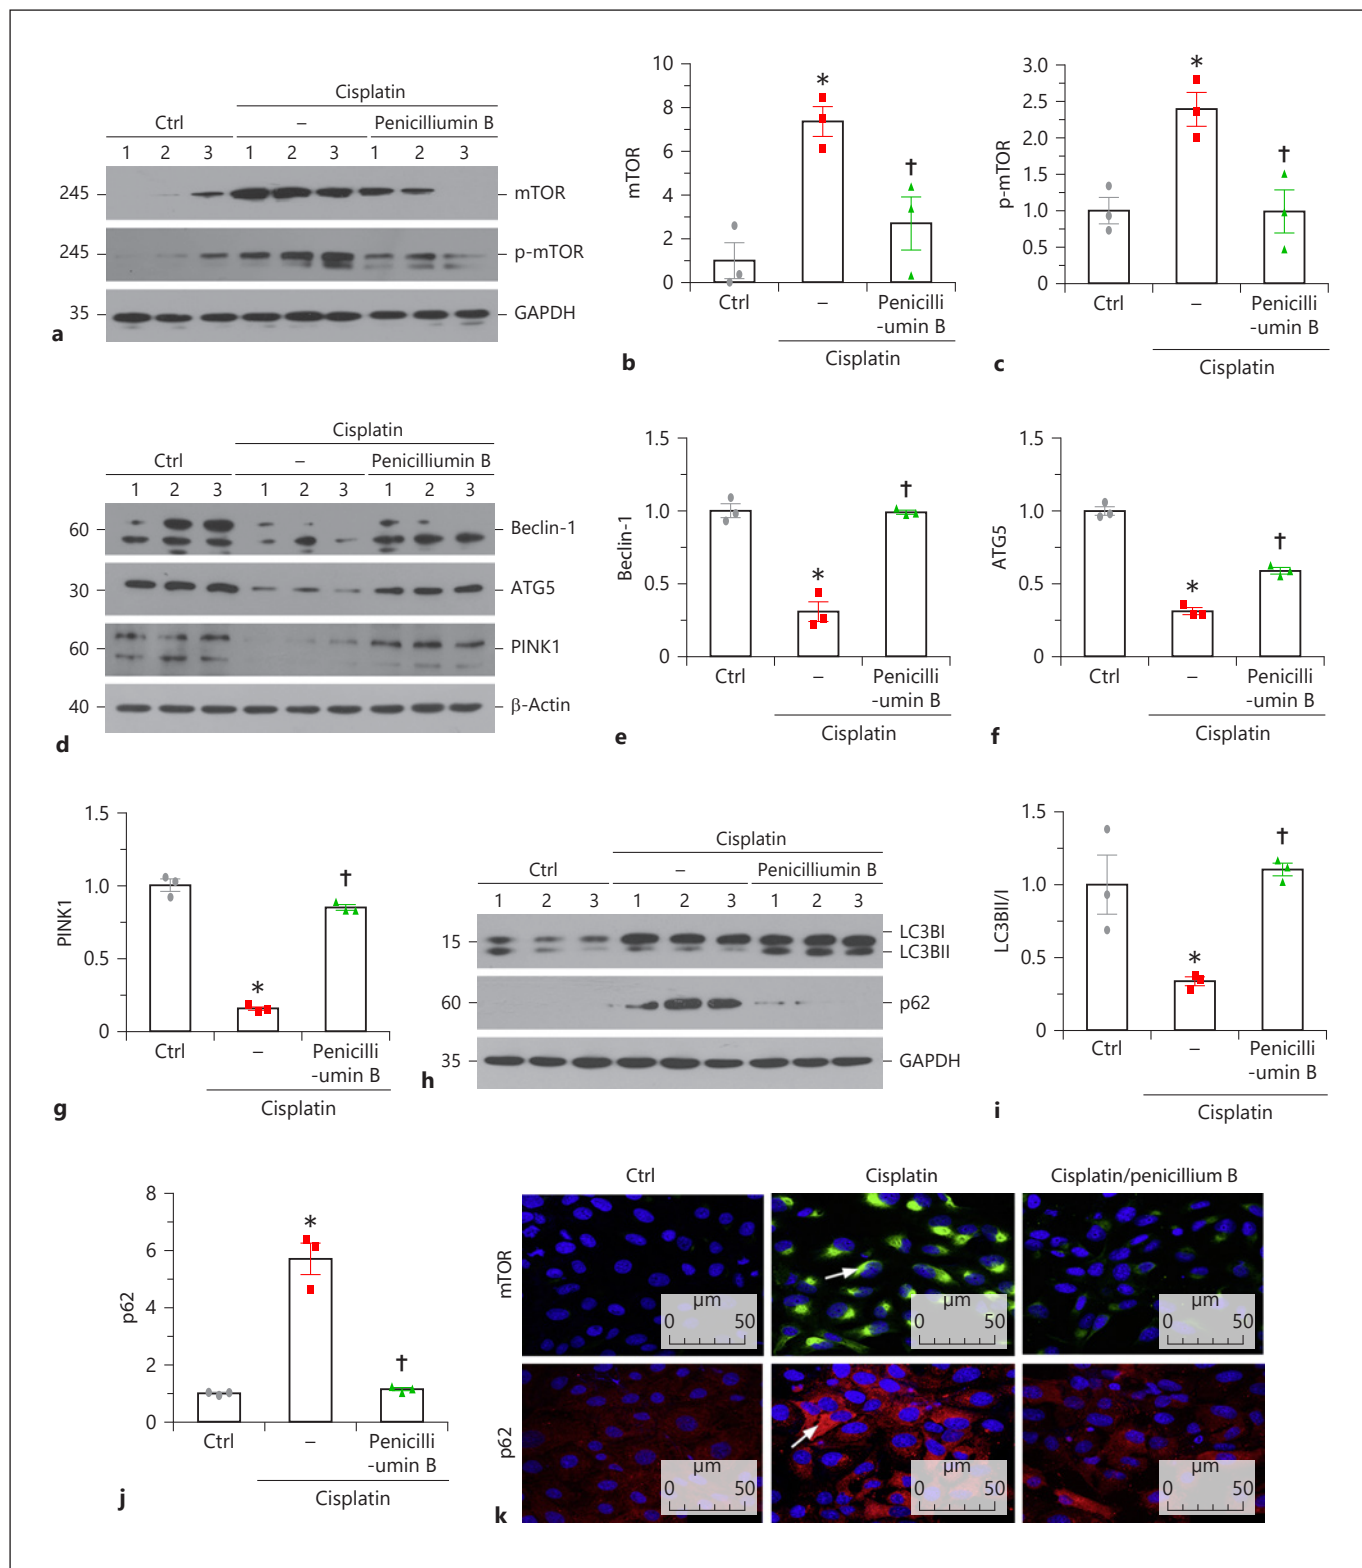 Cisplatin
Ctrl – Penicilliumin B
1 2 3 1 2 3 1 2 3
245 mTOR
245 p-mTOR
35 GAPDH
a
10
8
6
4
2
0
mTOR
*
†
Ctrl – Penicilli
-umin B
Cisplatin
b
3.0
2.5
2.0
1.5
1.0
0.5
0
p-mTOR
*
†
Ctrl – Penicilli
-umin B
Cisplatin
c
Cisplatin
Ctrl – Penicilliumin B
1 2 3 1 2 3 1 2 3
60 Beclin-1
30 ATG5
60 PINK1
40 β-Actin
d
1.5
1.0
0.5
0
Beclin-1
*
†
Ctrl – Penicilli
-umin B
Cisplatin
e
1.5
1.0
0.5
0
ATG5
*
†
Ctrl – Penicilli
-umin B
Cisplatin
f
1.5
1.0
0.5
0
PINK1
*
†
Ctrl – Penicilli
-umin B
Cisplatin
g
Cisplatin
Ctrl – Penicilliumin B
1 2 3 1 2 3 1 2 3
15 LC3BI
LC3BII
60 p62
35 GAPDH
h
1.5
1.0
0.5
0
LC3BII/I
*
†
Ctrl – Penicilli
-umin B
Cisplatin
i
8
6
4
2
0
p62
*
†
Ctrl – Penicilli
-umin B
Cisplatin
j
Ctrl Cisplatin Cisplatin/penicillium B
mTOR
µm
0 50
µm
0 50
µm
0 50
p62
µm
0 50
µm
0 50
µm
0 50
k